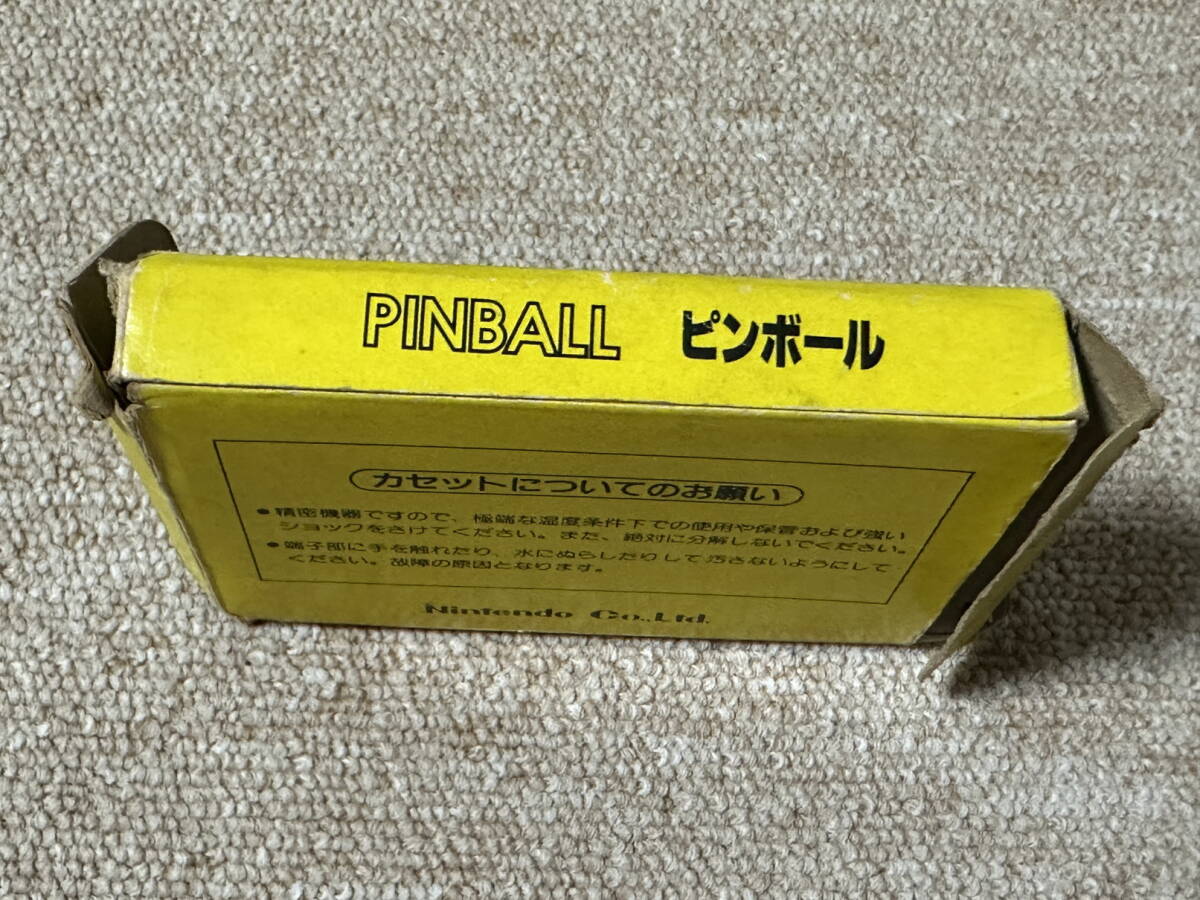 PINBALL ピンボール
カセットについてのお願い
●精密機器ですので、極端な温度条件下での使用や保管および強い
ショックをさけてください。また、絶対に分解しないでください。
●端子部に手を触れたり、水にぬらしたりして汚さないようにして
ください。故障の原因となります。
Nintendo Co.,Ltd.